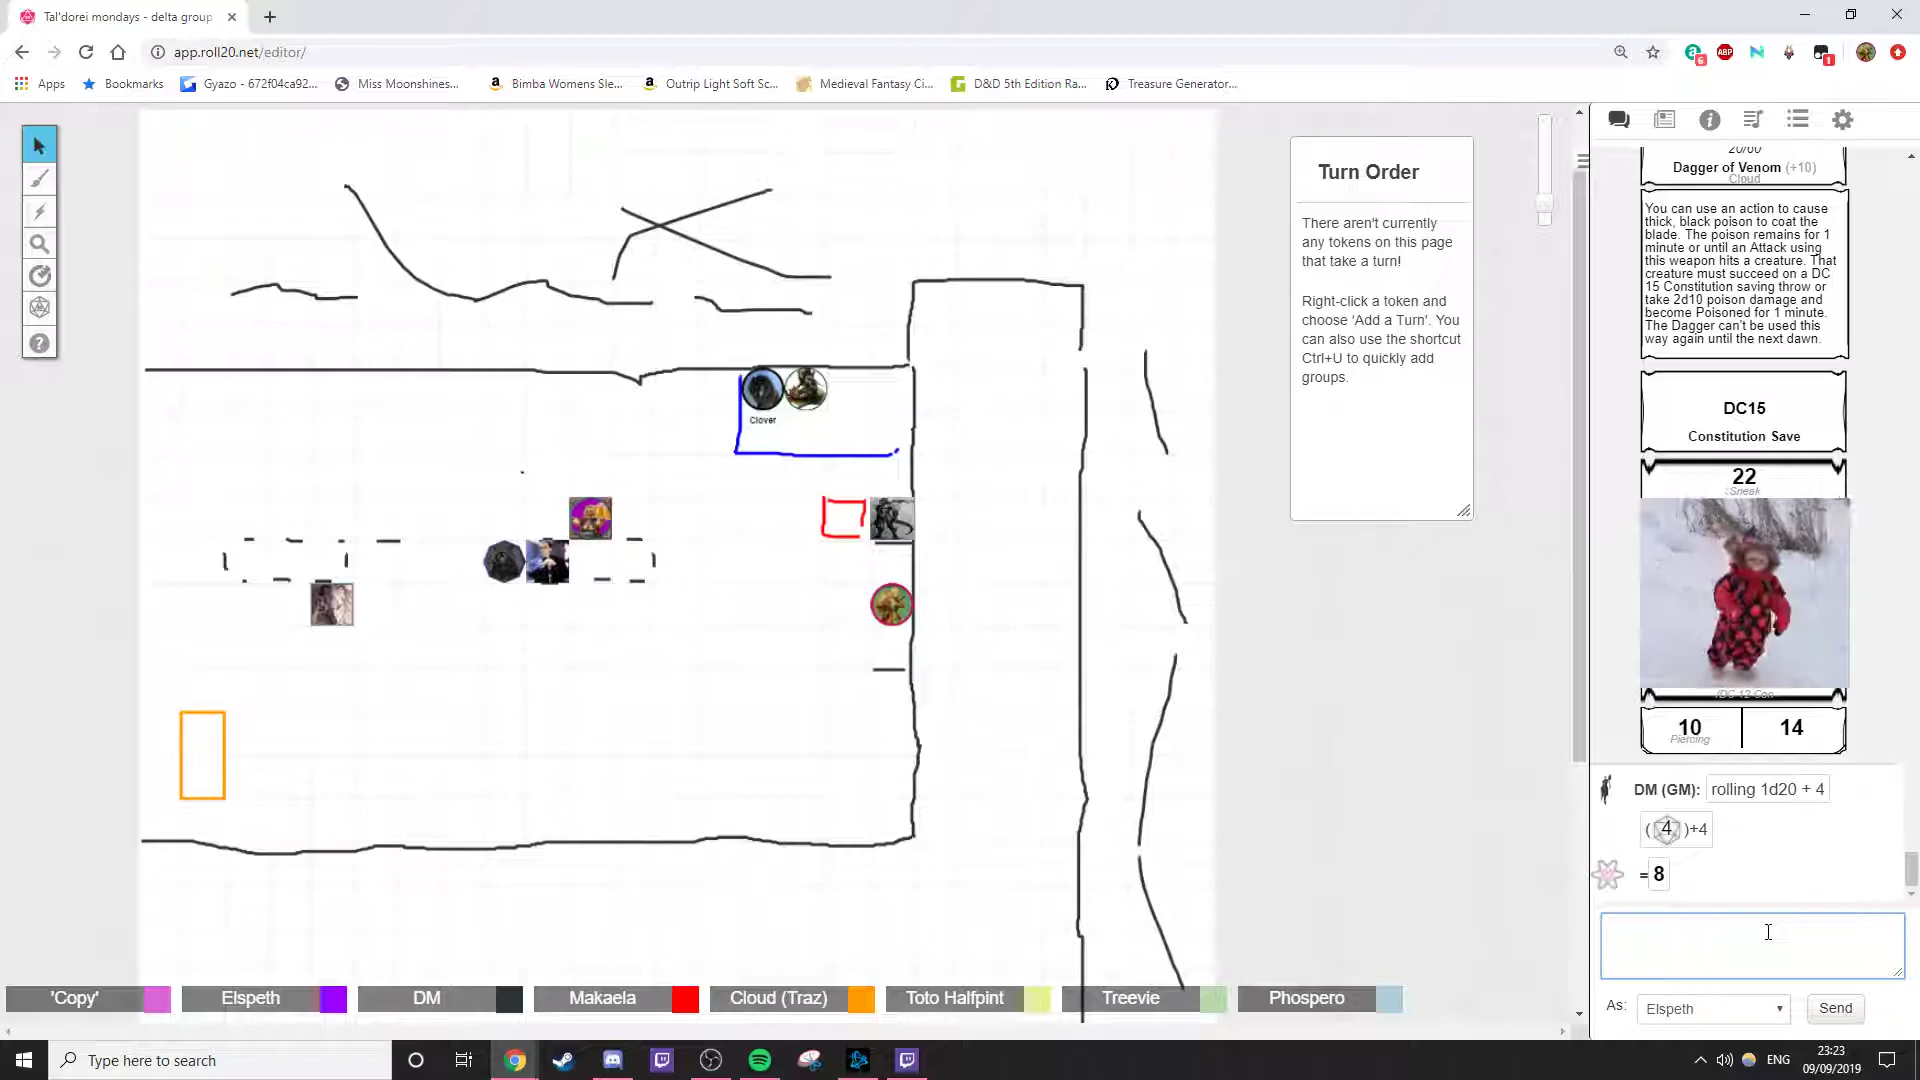 Tal'dorei mondays - delta group
app.roll20.net/editor/
Apps
Bookmarks
Gyazo - 672f04ca92...
Miss Moonshines...
Bimba Womens Sle...
Outrip Light Soft Sc...
Medieval Fantasy Ci...
D&D 5th Edition Ra...
Treasure Generator...
ABP
6
1
Turn Order
There aren't currently
any tokens on this page
that take a turn!
Right-click a token and
choose 'Add a Turn'. You
can also use the shortcut
Ctrl+U to quickly add
groups.
Clover
20/60
Dagger of Venom (+10)
Cloud
You can use an action to cause
thick, black poison to coat the
blade. The poison remains for 1
minute or until an Attack using
this weapon hits a creature. That
creature must succeed on a DC
15 Constitution saving throw or
take 2d10 poison damage and
become Poisoned for 1 minute.
The Dagger can't be used this
way again until the next dawn.
DC15
Constitution Save
22
Sneak
10
Piercing
14
DM (GM): rolling 1d20 + 4
(4)+4
=8
As: Elspeth
Send
'Copy'
Elspeth
DM
Makaela
Cloud (Traz)
Toto Halfpint
Treevie
Phospero
Type here to search
ENG
23:23
09/09/2019